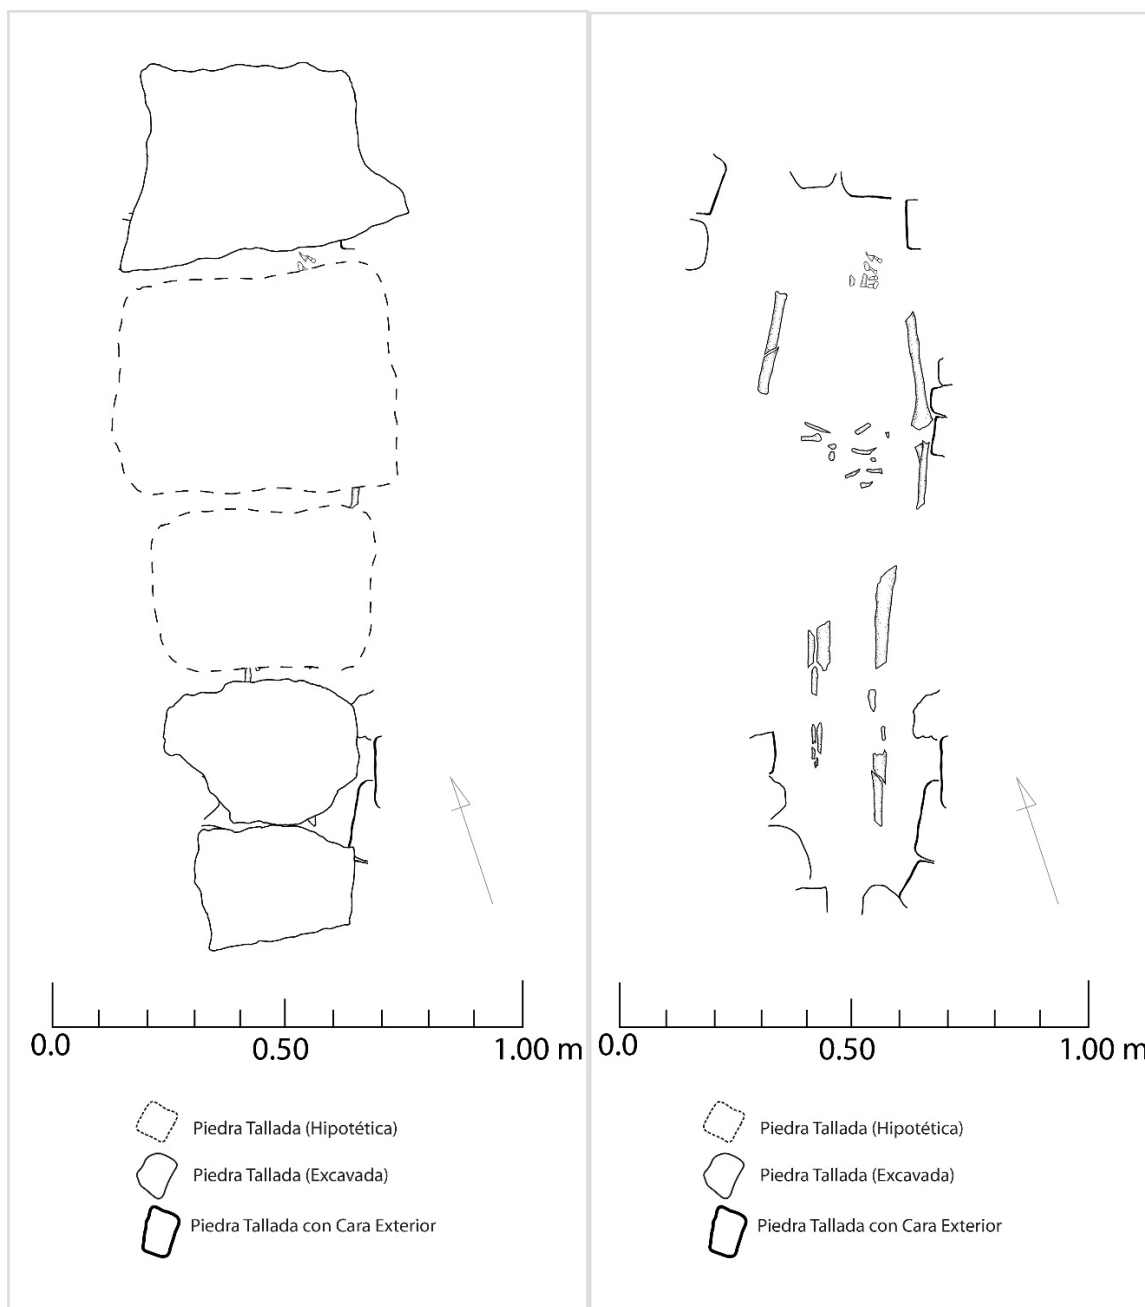 0.0 0.50 1.00 m
Piedra Tallada (Hipotética)
Piedra Tallada (Excavada)
Piedra Tallada con Cara Exterior
0.0 0.50 1.00 m
Piedra Tallada (Hipotética)
Piedra Tallada (Excavada)
Piedra Tallada con Cara Exterior